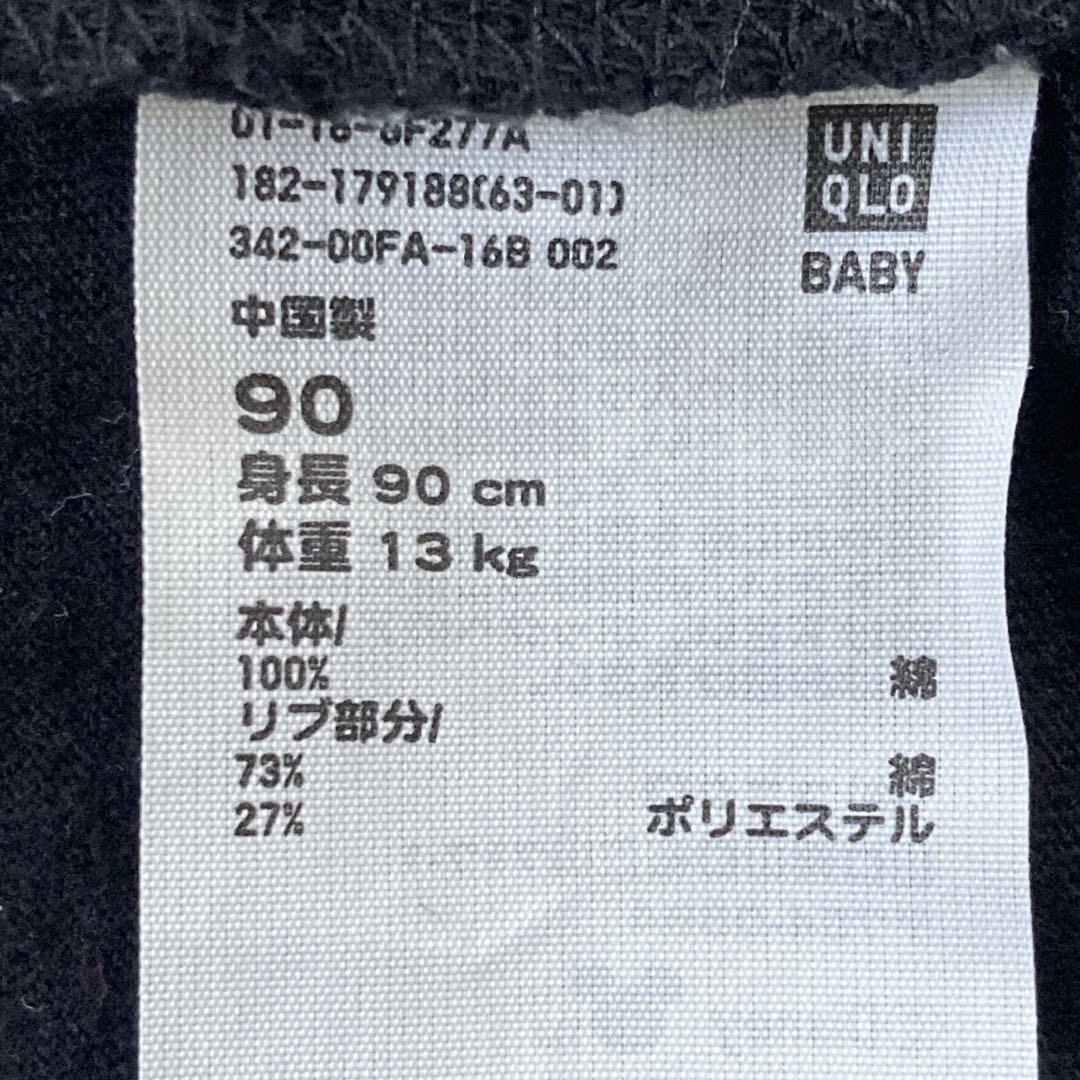 182-179188(63-01)
342-00FA-16B 002
UNI
QLO
BABY
中国製
90
身長 90 cm
体重 13 kg
本体/
100% 綿
リブ部分/
73% 綿
27% ポリエステル